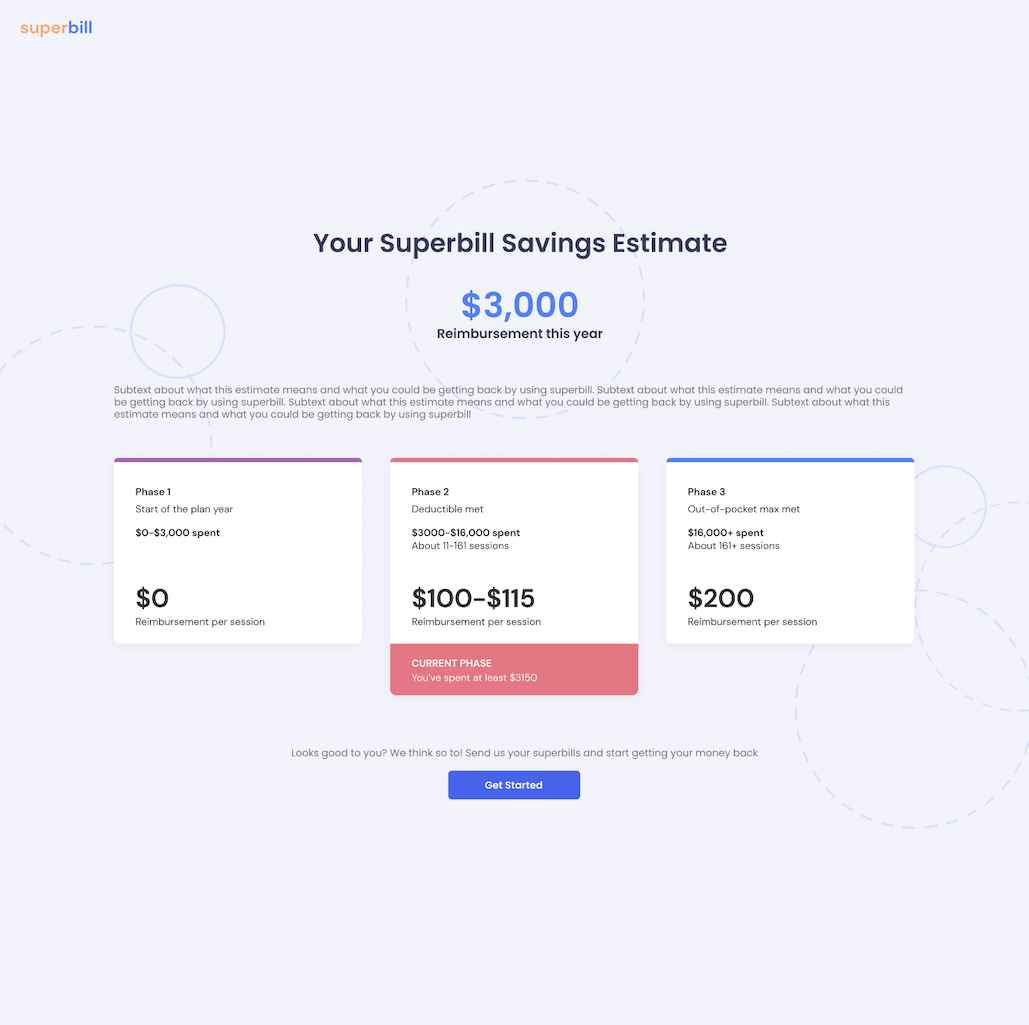 superbill
Your Superbill Savings Estimate
$3,000
Reimbursement this year
Subtext about what this estimate means and what you could be getting back by using superbill. Subtext about what this estimate means and what you could
be getting back by using superbill. Subtext about what this estimate means and what you could be getting back by using superbill. Subtext about what this
estimate means and what you could be getting back by using superbill
Phase 1
Start of the plan year
$0-$3,000 spent
$0
Reimbursement per session
Phase 2
Deductible met
$3000-$16,000 spent
About 11-161 sessions
$100-$115
Reimbursement per session
CURRENT PHASE
You've spent at least $3150
Phase 3
Out-of-pocket max met
$16,000+ spent
About 161+ sessions
$200
Reimbursement per session
Looks good to you? We think so to! Send us your superbills and start getting your money back
Get Started